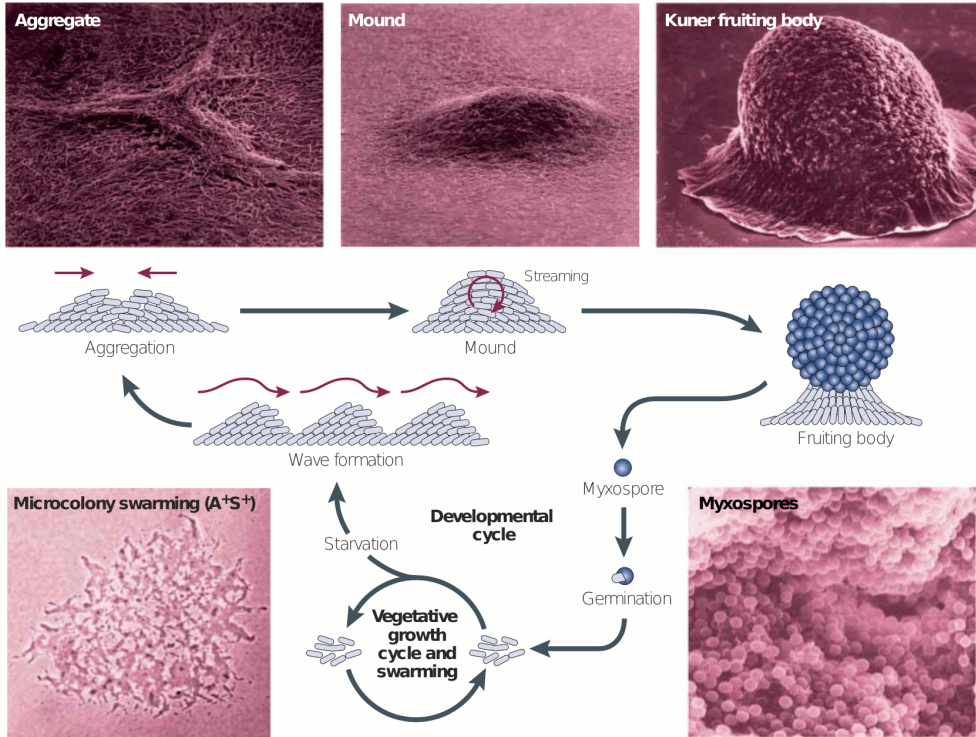 Aggregate
Mound
Kuner fruiting body
Streaming
Aggregation
Mound
Fruiting body
Wave formation
Myxospore
Microcolony swarming (A⁺S⁺)
Developmental
cycle
Myxospores
Starvation
Germination
Vegetative
growth
cycle and
swarming